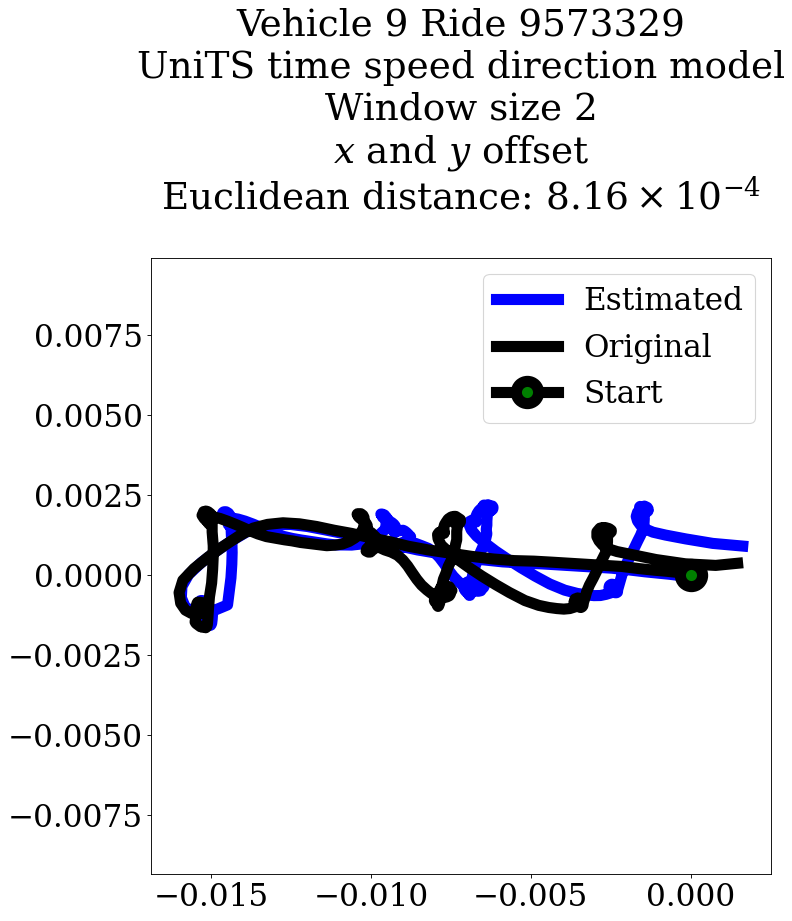 Vehicle 9 Ride 9573329
UniTS time speed direction model
Window size 2
x and y offset
Euclidean distance: 8.16 × 10⁻⁴
Estimated
Original
Start
0.0075
0.0050
0.0025
0.0000
−0.0025
−0.0050
−0.0075
−0.015 −0.010 −0.005 0.000